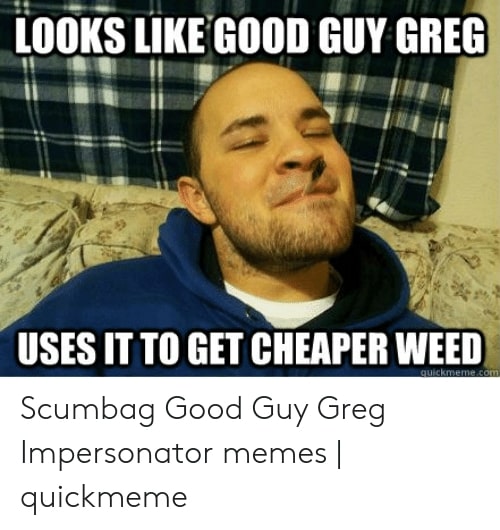 LOOKS LIKE GOOD GUY GREG
USES IT TO GET CHEAPER WEED
quickmeme.com
Scumbag Good Guy Greg
Impersonator memes |
quickmeme